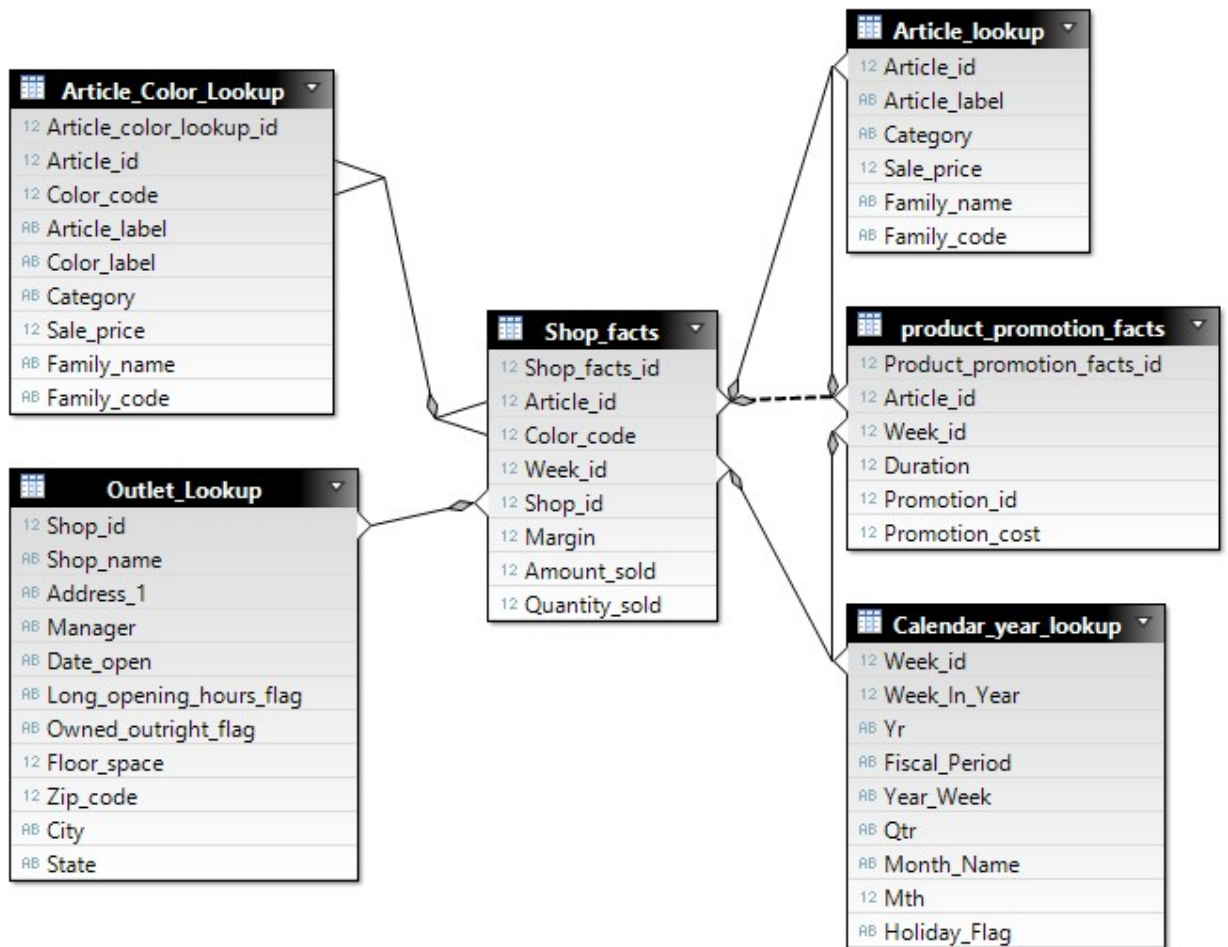 Article_Color_Lookup
12 Article_color_lookup_id
12 Article_id
12 Color_code
AB Article_label
AB Color_label
AB Category
12 Sale_price
AB Family_name
AB Family_code
Outlet_Lookup
12 Shop_id
AB Shop_name
AB Address_1
AB Manager
AB Date_open
AB Long_opening_hours_flag
AB Owned_outright_flag
12 Floor_space
12 Zip_code
AB City
AB State
Shop_facts
12 Shop_facts_id
12 Article_id
12 Color_code
12 Week_id
12 Shop_id
12 Margin
12 Amount_sold
12 Quantity_sold
Article_lookup
12 Article_id
AB Article_label
AB Category
12 Sale_price
AB Family_name
AB Family_code
product_promotion_facts
12 Product_promotion_facts_id
12 Article_id
12 Week_id
12 Duration
12 Promotion_id
12 Promotion_cost
Calendar_year_lookup
12 Week_id
12 Week_In_Year
AB Yr
AB Fiscal_Period
AB Year_Week
AB Qtr
AB Month_Name
12 Mth
AB Holiday_Flag